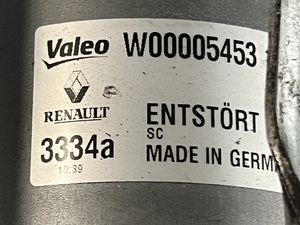 Valeo W00005453
RENAULT ENTSTÖRT
SC
3334a MADE IN GERM
10:39